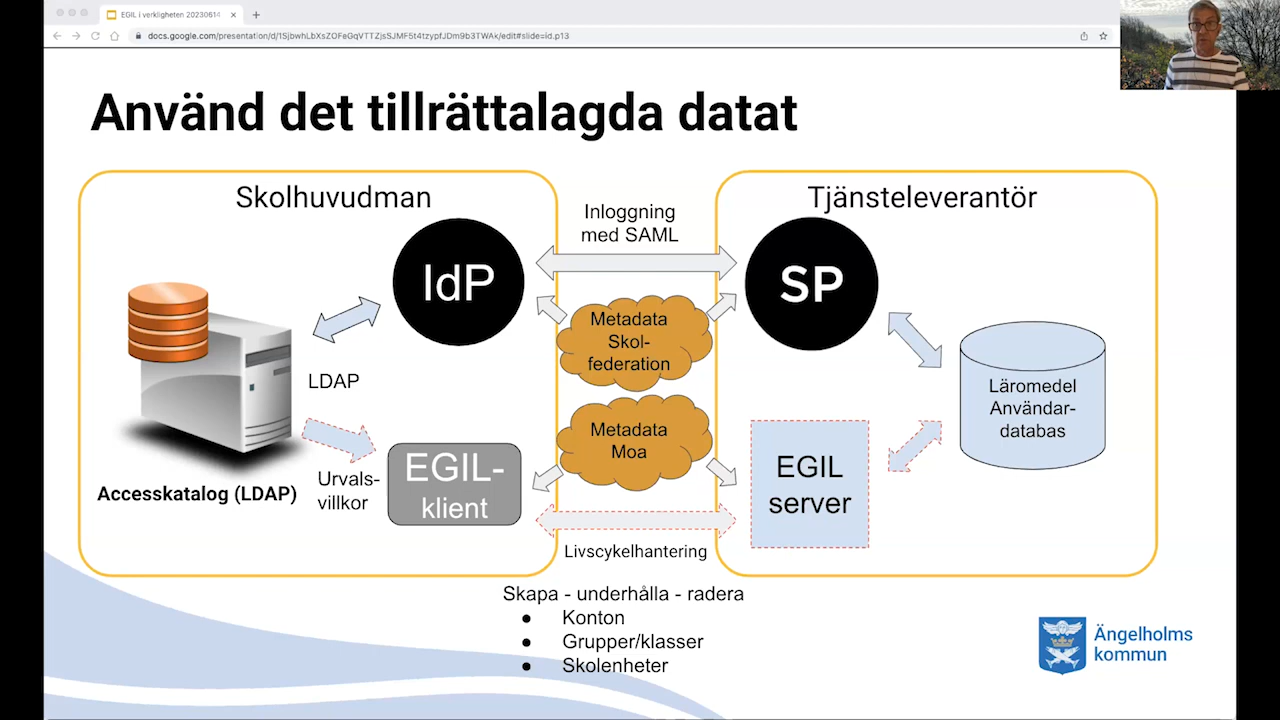 EGIL i verkligheten 20230614
docs.google.com/presentation/d/1SjbwhLbXsZOFeGqVTTZjsSJMF5t4tzypfJDm9b3TWAk/edit#slide=id.p13
Använd det tillrättalagda datat
Skolhuvudman
Tjänsteleverantör
Inloggning
med SAML
IdP
SP
Metadata
Skol-
federation
LDAP
Läromedel
Användar-
databas
Metadata
Moa
EGIL-
klient
EGIL
server
Urvals-
villkor
Accesskatalog (LDAP)
Livscykelhantering
Skapa - underhålla - radera
● Konton
● Grupper/klasser
● Skolenheter
Ängelholms
kommun